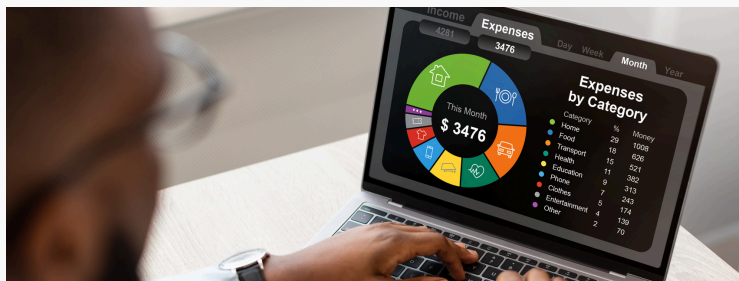 Income
Expenses
4281
3476
Day Week Month Year
This Month
$ 3476
Expenses
by Category
Category % Money
Home 29 1008
Food 18 626
Transport 15 521
Health 11 382
Education 9 313
Phone 7 243
Clothes 5 174
Entertainment 4 139
Other 2 70